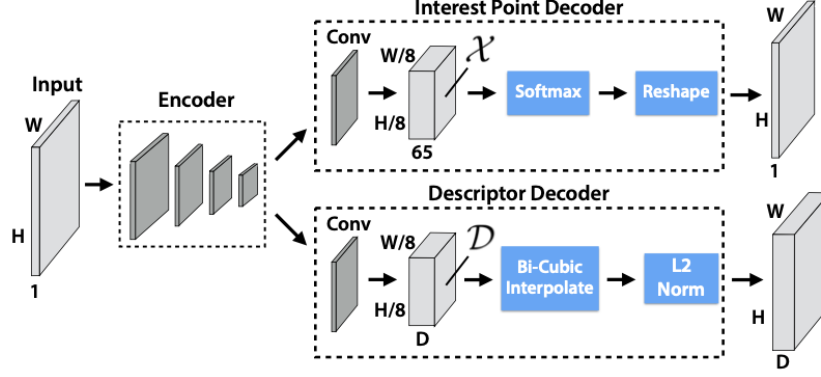 Interest Point Decoder
Conv
W/8
𝒳
H/8
65
Softmax
Reshape
W
H
1
Input
W
H
1
Encoder
Descriptor Decoder
Conv
W/8
𝒟
H/8
D
Bi-Cubic
Interpolate
L2
Norm
W
H
D